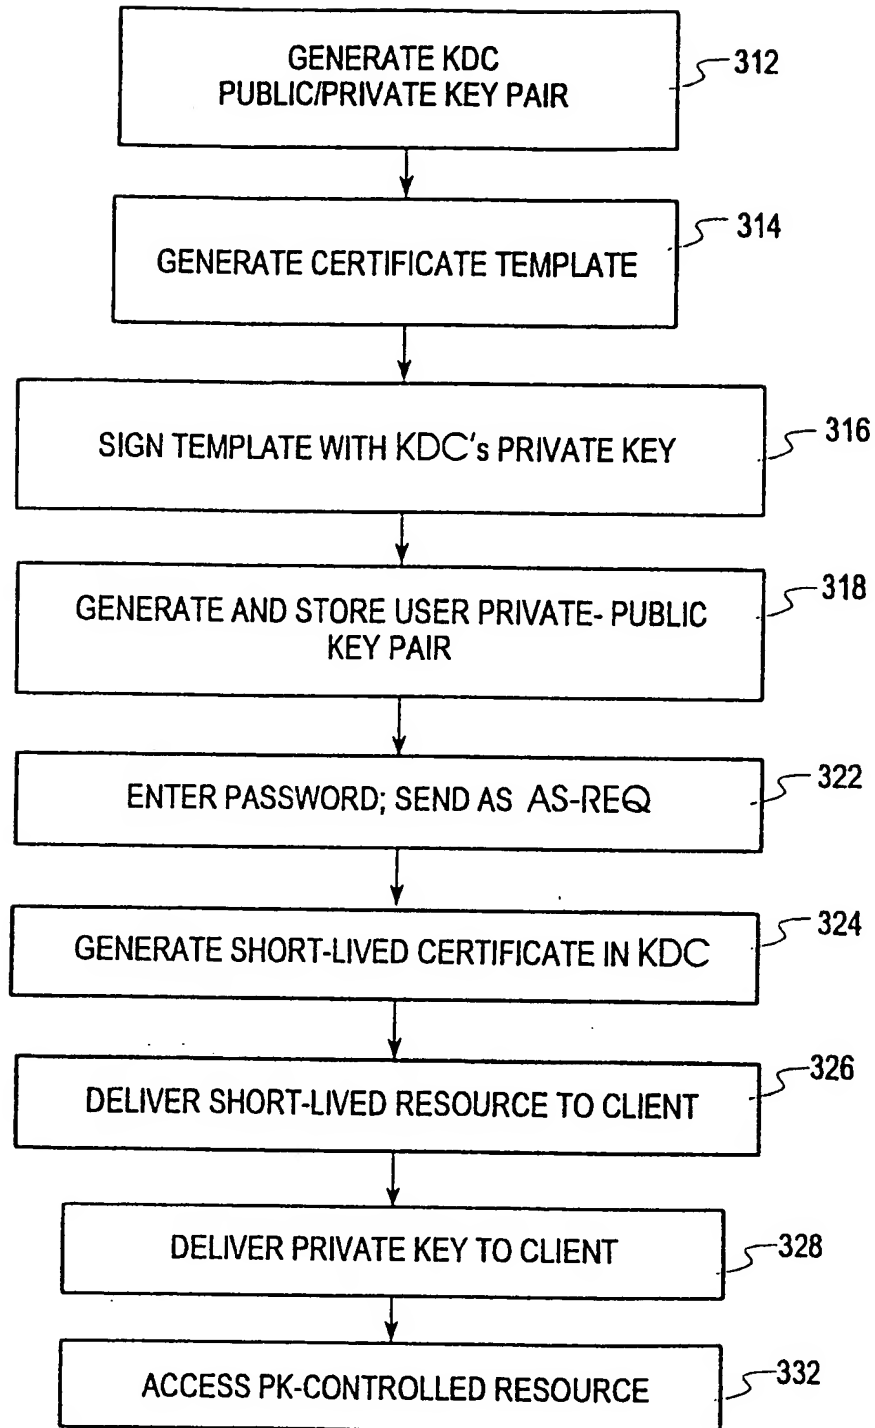 GENERATE KDC
PUBLIC/PRIVATE KEY PAIR
312
GENERATE CERTIFICATE TEMPLATE
314
SIGN TEMPLATE WITH KDC's PRIVATE KEY
316
GENERATE AND STORE USER PRIVATE- PUBLIC
KEY PAIR
318
ENTER PASSWORD; SEND AS AS-REQ
322
GENERATE SHORT-LIVED CERTIFICATE IN KDC
324
DELIVER SHORT-LIVED RESOURCE TO CLIENT
326
DELIVER PRIVATE KEY TO CLIENT
328
ACCESS PK-CONTROLLED RESOURCE
332